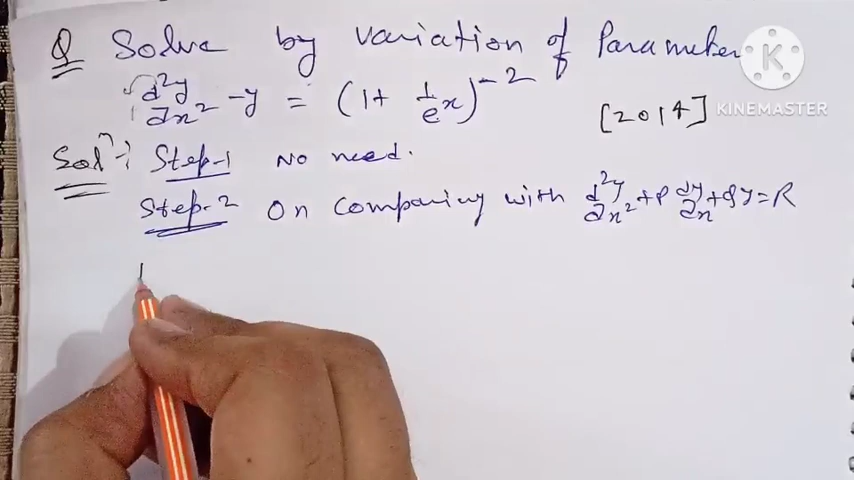 Q Solve by variation of Parameter
d²y/dx² - y = (1 + 1/eˣ)⁻² [2014]
Solⁿ:- Step-1 No need.
Step-2 On comparing with d²y/dx² + P dy/dx + Qy = R
K
KINEMASTER